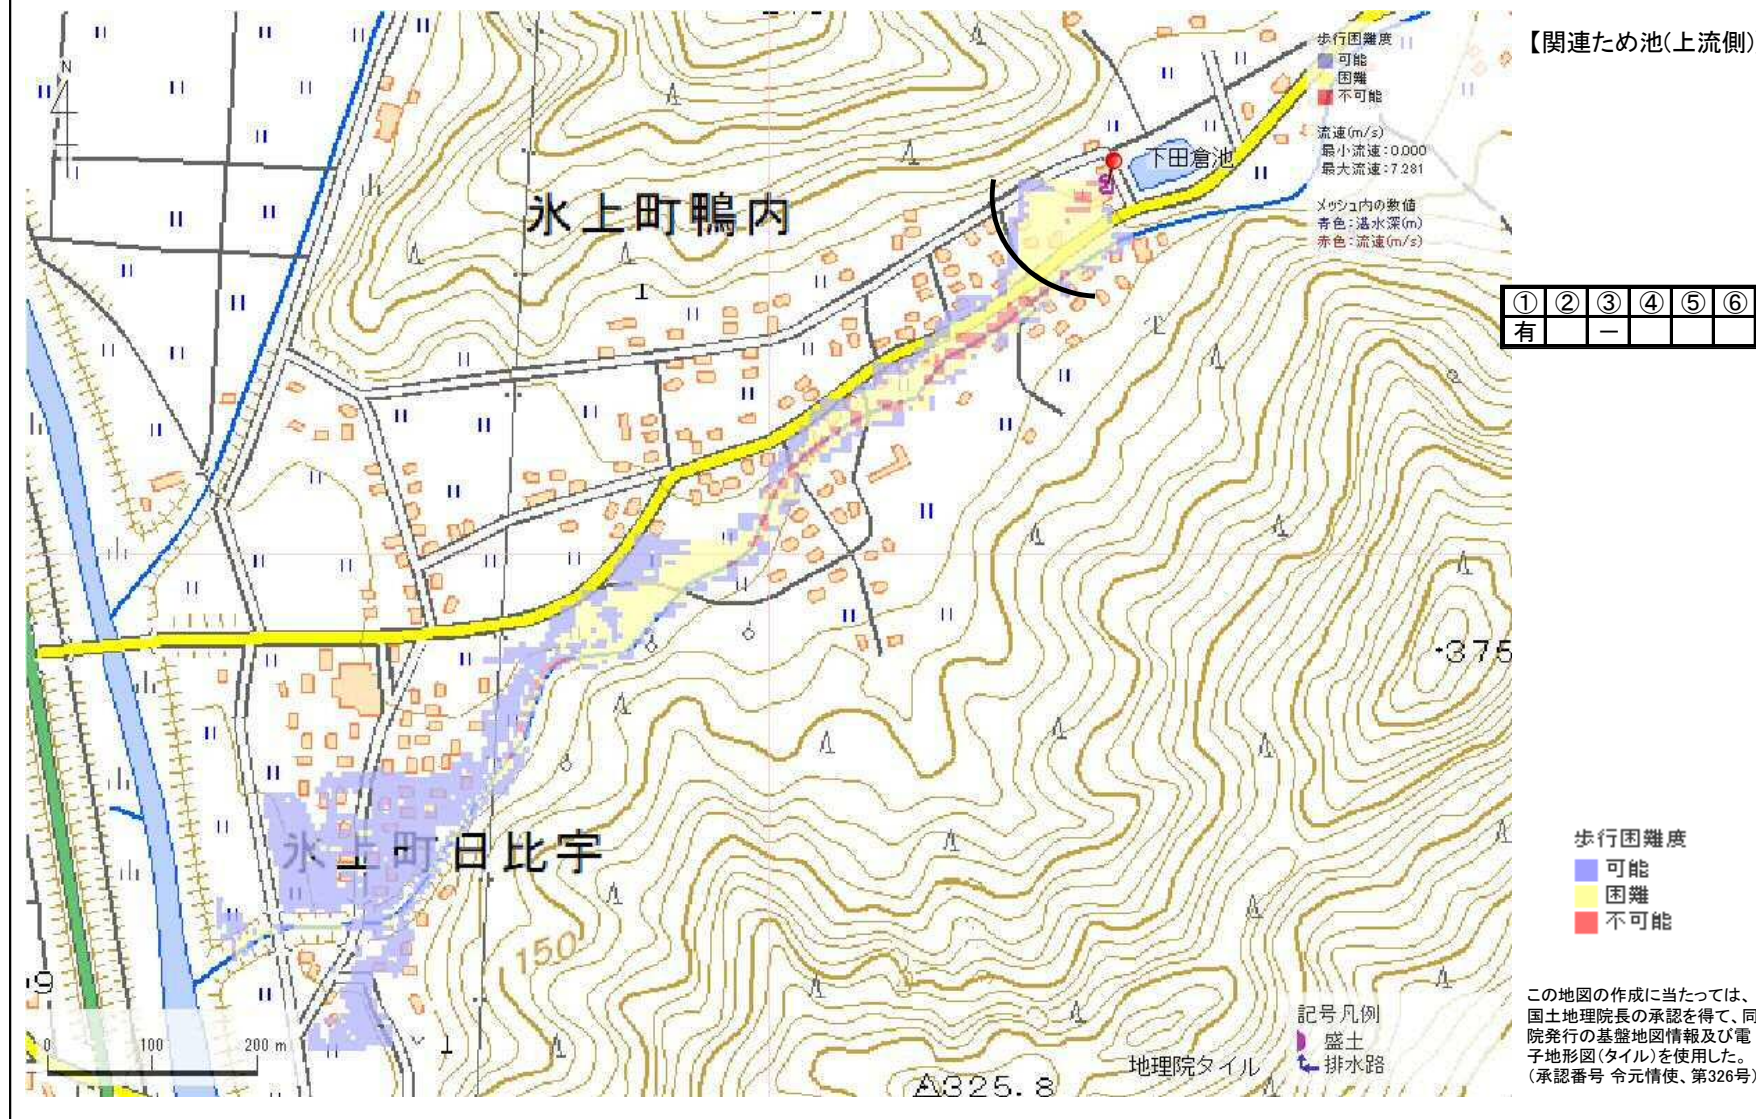 【関連ため池(上流側)
歩行困難度
可能
困難
不可能
流速(m/s)
最小流速:0.000
最大流速:7.281
メッシュ内の数値
青色:湛水深(m)
赤色:流速(m/s)
N
下田倉池
氷上町鴨内
① ② ③ ④ ⑤ ⑥
有 ー
・375
氷上町日比宇
歩行困難度
可能
困難
不可能
150
9
0 100 200 m
記号凡例
盛土
排水路
地理院タイル
△325.8
この地図の作成に当たっては、
国土地理院長の承認を得て、同
院発行の基盤地図情報及び電
子地形図(タイル)を使用した。
(承認番号 令元情使、第326号)